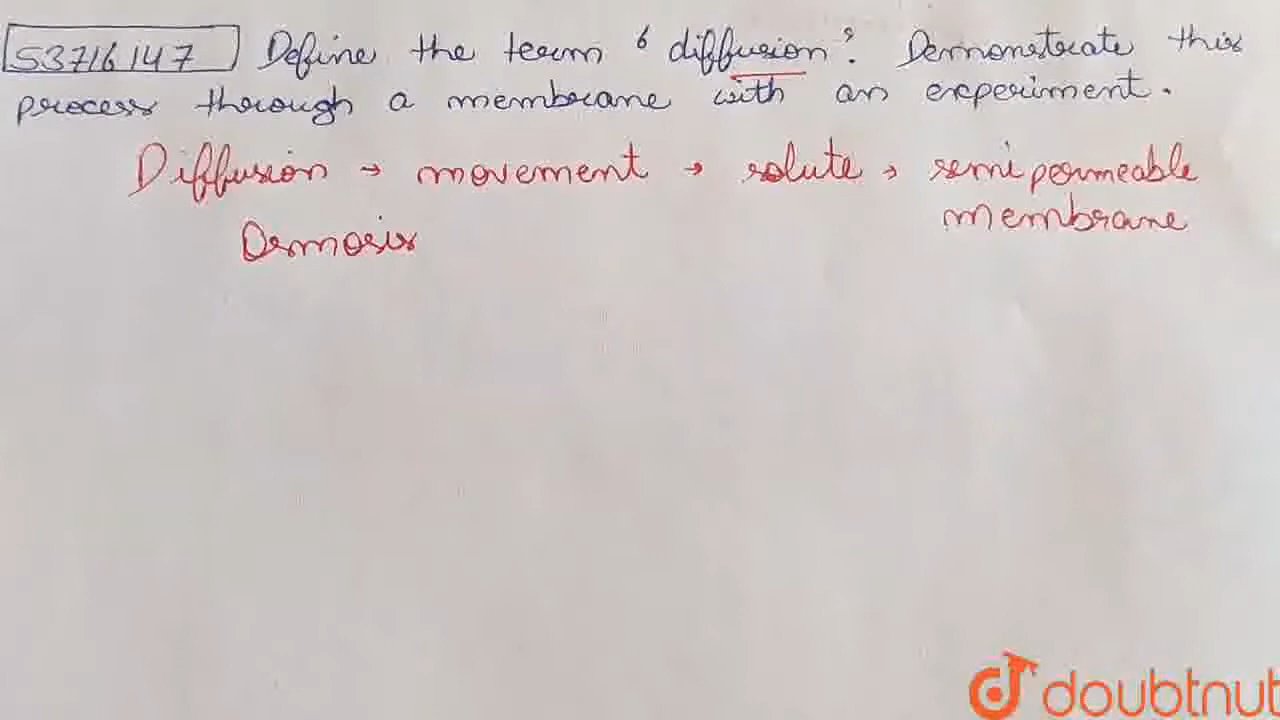 53716147 Define the term 'diffusion'. Demonstrate this
process through a membrane with an experiment.
Diffusion → movement → solute → semipermeable
membrane
Osmosis
doubtnut